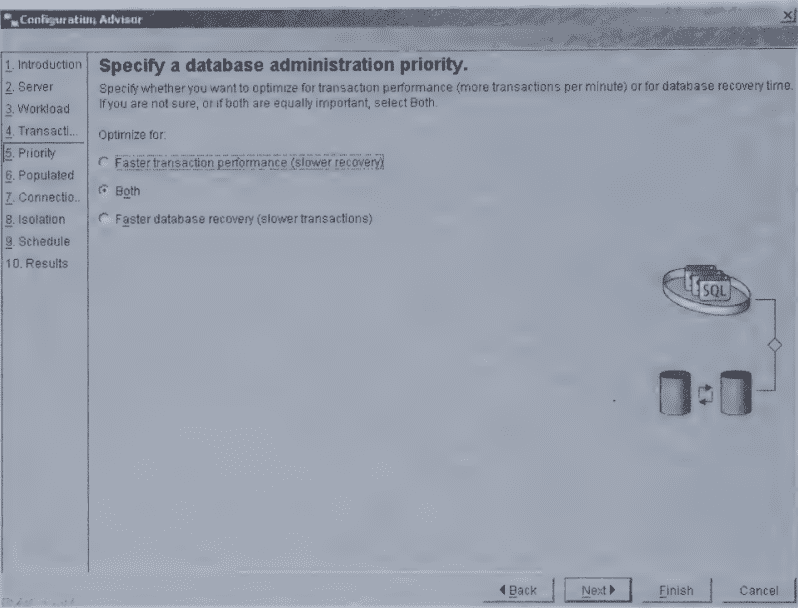 Configuration Advisor
1. Introduction
2. Server
3. Workload
4. Transacti...
5. Priority
6. Populated
7. Connectio..
8. Isolation
9. Schedule
10. Results
Specify a database administration priority.
Specify whether you want to optimize for transaction performance (more transactions per minute) or for database recovery time.
If you are not sure, or if both are equally important, select Both.
Optimize for:
Faster transaction performance (slower recovery)
Both
Faster database recovery (slower transactions)
SQL
Back Next Finish Cancel